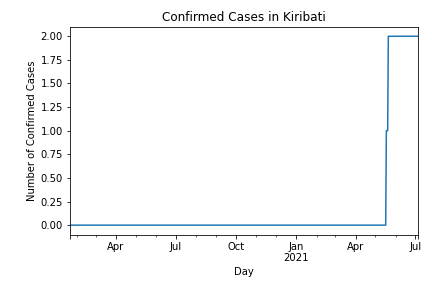 Confirmed Cases in Kiribati
2.00
1.75
1.50
1.25
1.00
0.75
0.50
0.25
0.00
Number of Confirmed Cases
Apr
Jul
Oct
Jan
2021
Apr
Jul
Day